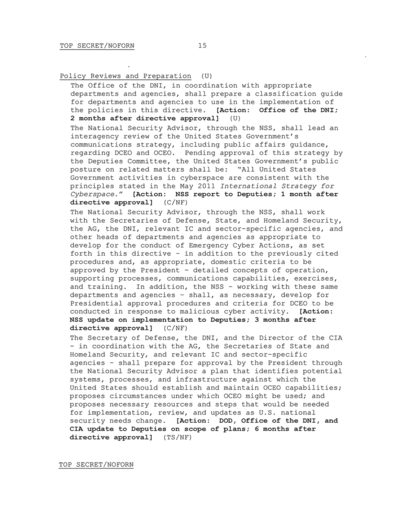 TOP SECRET/NOFORN 15
Policy Reviews and Preparation (U)
The Office of the DNI, in coordination with appropriate
departments and agencies, shall prepare a classification guide
for departments and agencies to use in the implementation of
the policies in this directive. [Action: Office of the DNI;
2 months after directive approval] (U)
The National Security Advisor, through the NSS, shall lead an
interagency review of the United States Government's
communications strategy, including public affairs guidance,
regarding DCEO and OCEO. Pending approval of this strategy by
the Deputies Committee, the United States Government's public
posture on related matters shall be: "All United States
Government activities in cyberspace are consistent with the
principles stated in the May 2011 International Strategy for
Cyberspace." [Action: NSS report to Deputies; 1 month after
directive approval] (C/NF)
The National Security Advisor, through the NSS, shall work
with the Secretaries of Defense, State, and Homeland Security,
the AG, the DNI, relevant IC and sector-specific agencies, and
other heads of departments and agencies as appropriate to
develop for the conduct of Emergency Cyber Actions, as set
forth in this directive – in addition to the previously cited
procedures and, as appropriate, domestic criteria to be
approved by the President – detailed concepts of operation,
supporting processes, communications capabilities, exercises,
and training. In addition, the NSS – working with these same
departments and agencies – shall, as necessary, develop for
Presidential approval procedures and criteria for DCEO to be
conducted in response to malicious cyber activity. [Action:
NSS update on implementation to Deputies; 3 months after
directive approval] (C/NF)
The Secretary of Defense, the DNI, and the Director of the CIA
– in coordination with the AG, the Secretaries of State and
Homeland Security, and relevant IC and sector-specific
agencies – shall prepare for approval by the President through
the National Security Advisor a plan that identifies potential
systems, processes, and infrastructure against which the
United States should establish and maintain OCEO capabilities;
proposes circumstances under which OCEO might be used; and
proposes necessary resources and steps that would be needed
for implementation, review, and updates as U.S. national
security needs change. [Action: DOD, Office of the DNI, and
CIA update to Deputies on scope of plans; 6 months after
directive approval] (TS/NF)
TOP SECRET/NOFORN